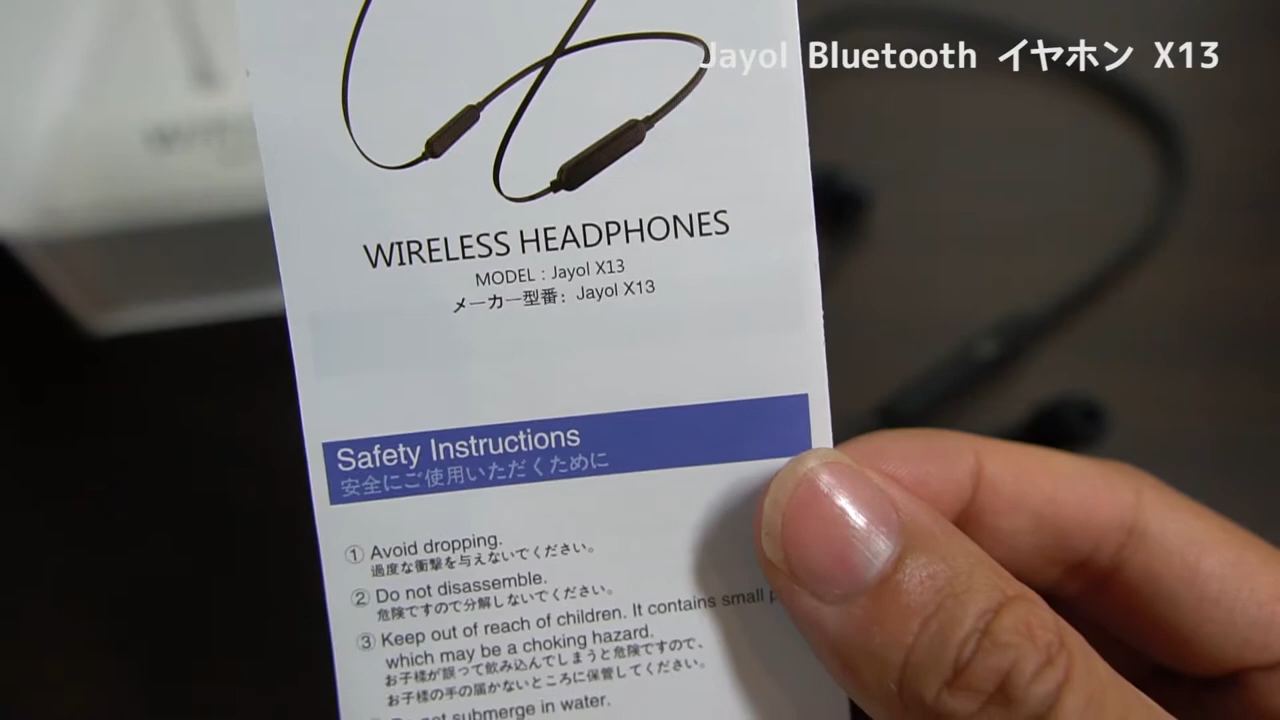 Jayol Bluetooth イヤホン X13
WIRELESS HEADPHONES
MODEL : Jayol X13
メーカー型番: Jayol X13
Safety Instructions
安全にご使用いただくために
① Avoid dropping.
過度な衝撃を与えないでください。
② Do not disassemble.
危険ですので分解しないでください。
③ Keep out of reach of children. It contains small
which may be a choking hazard.
お子様が誤って飲み込んでしまうと危険ですので、
お子様の手の届かないところに保管してください。
submerge in water.